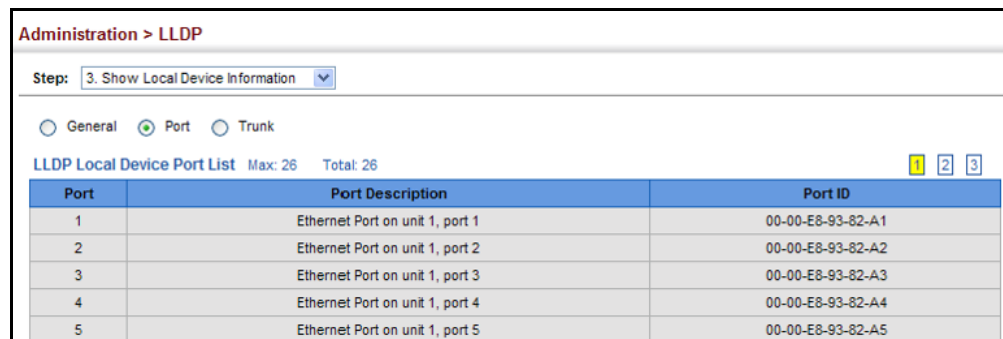 Administration > LLDP
Step: 3. Show Local Device Information
General Port Trunk
LLDP Local Device Port List Max: 26 Total: 26 1 2 3
Port Port Description Port ID
1 Ethernet Port on unit 1, port 1 00-00-E8-93-82-A1
2 Ethernet Port on unit 1, port 2 00-00-E8-93-82-A2
3 Ethernet Port on unit 1, port 3 00-00-E8-93-82-A3
4 Ethernet Port on unit 1, port 4 00-00-E8-93-82-A4
5 Ethernet Port on unit 1, port 5 00-00-E8-93-82-A5